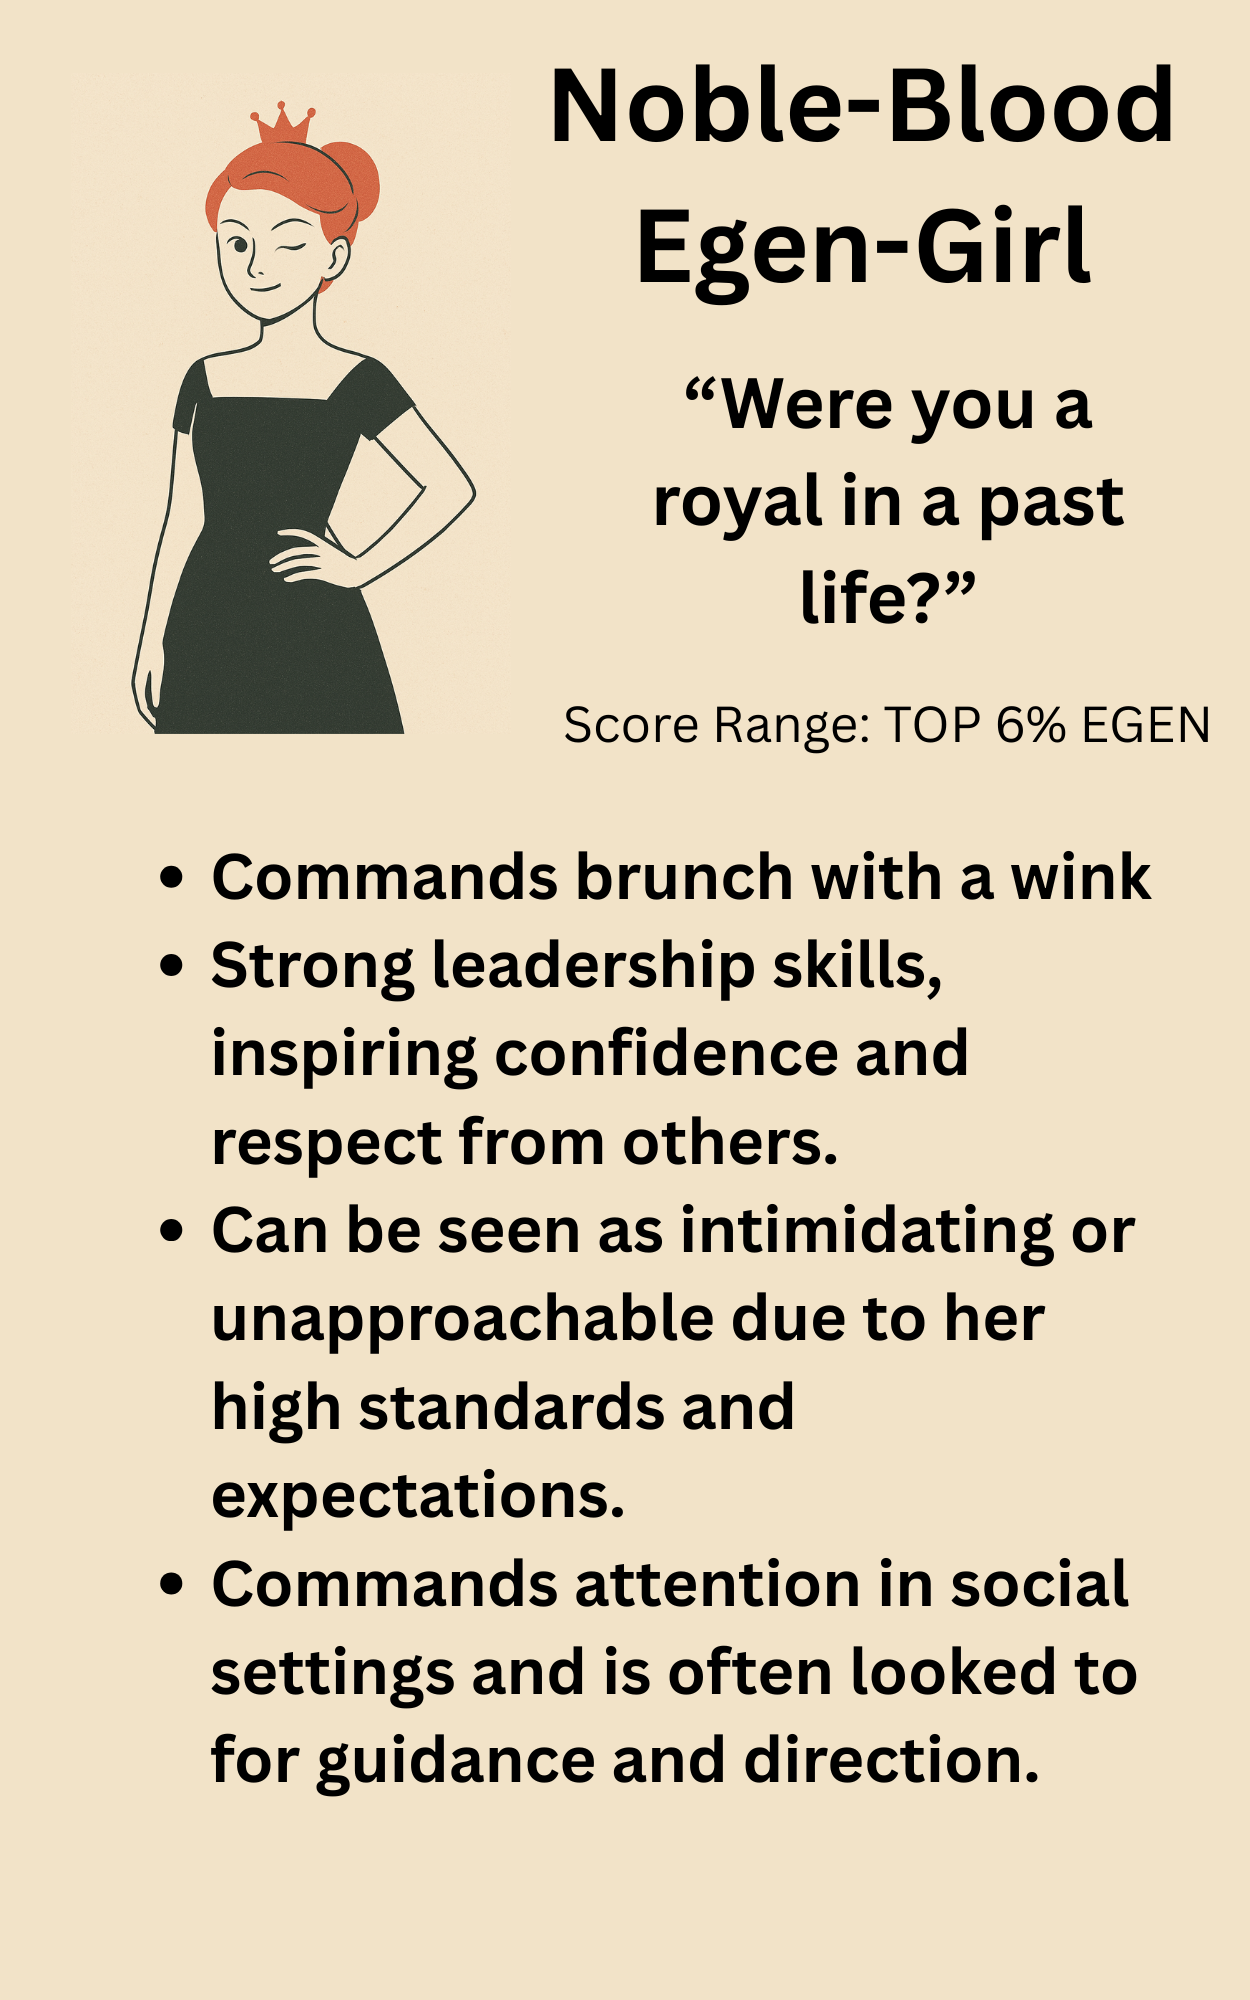 Noble-Blood
Egen-Girl
“Were you a
royal in a past
life?”
Score Range: TOP 6% EGEN
• Commands brunch with a wink
• Strong leadership skills,
inspiring confidence and
respect from others.
• Can be seen as intimidating or
unapproachable due to her
high standards and
expectations.
• Commands attention in social
settings and is often looked to
for guidance and direction.